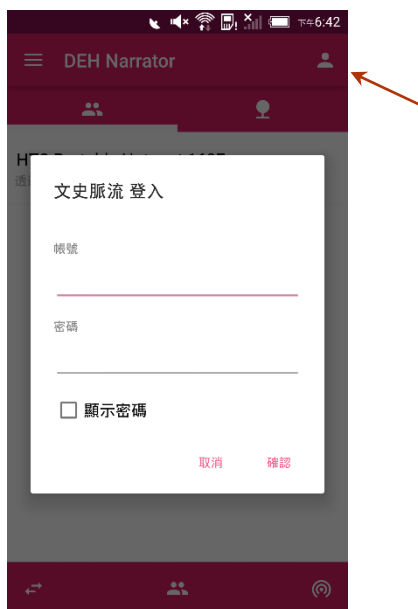 下午6:42
DEH Narrator
文史脈流 登入
帳號
密碼
顯示密碼
取消 確認